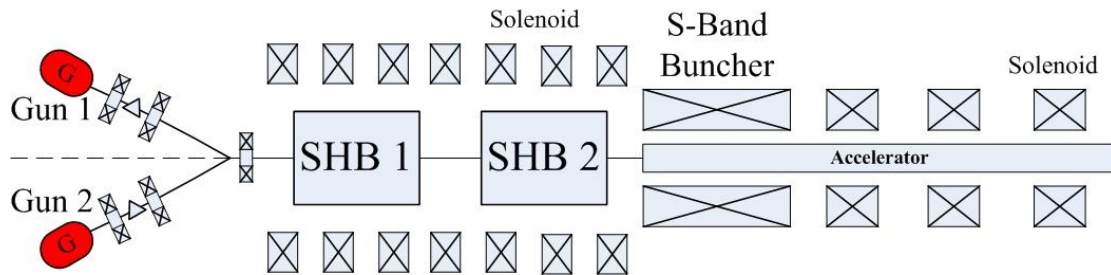 Solenoid
S-Band
Buncher
Solenoid
G
Gun 1
SHB 1
SHB 2
Accelerator
Gun 2
G